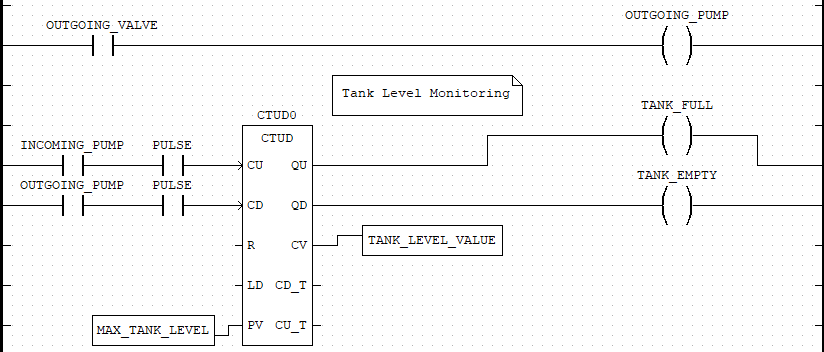 OUTGOING_VALVE
OUTGOING_PUMP
Tank Level Monitoring
CTUD0
TANK_FULL
CTUD
INCOMING_PUMP PULSE
CU QU
TANK_EMPTY
OUTGOING_PUMP PULSE
CD QD
R CV
TANK_LEVEL_VALUE
LD CD_T
MAX_TANK_LEVEL
PV CU_T